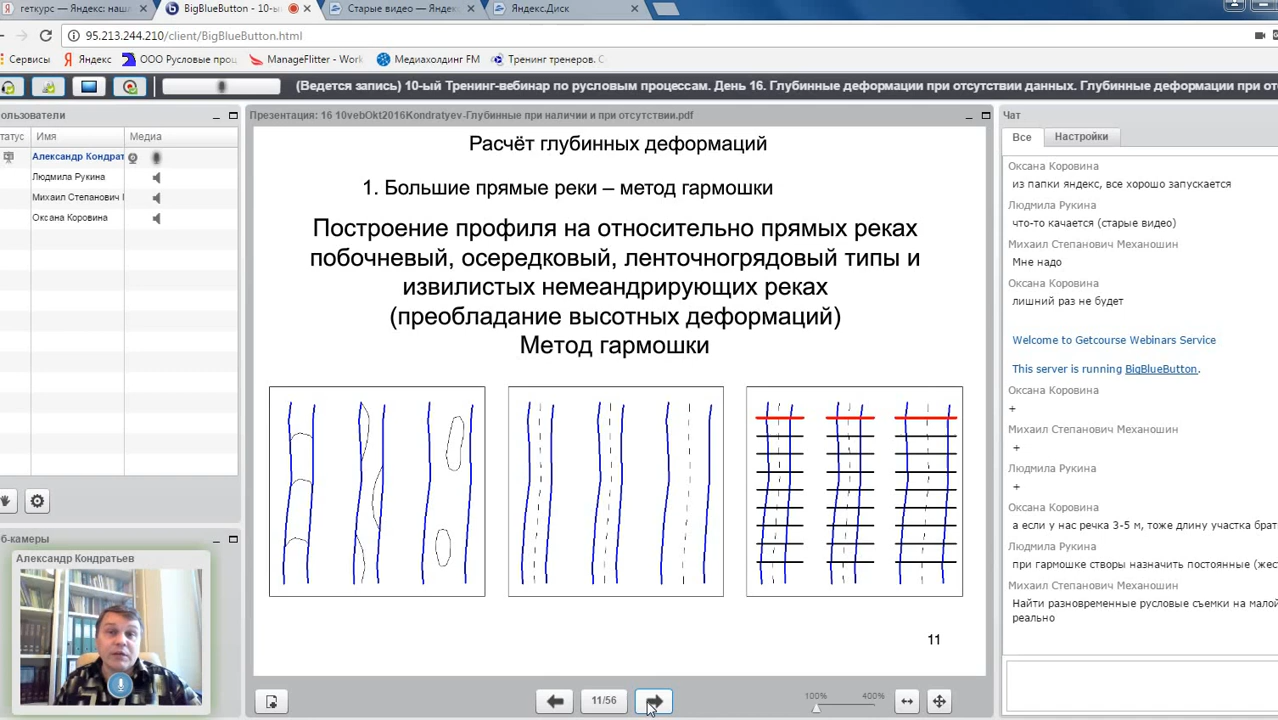 геткурс — Яндекс: наш
BigBlueButton - 10-ы
Старые видео — Яндекс
Яндекс.Диск
95.213.244.210/client/BigBlueButton.html
Сервисы
Яндекс
ООО Русловые проц
ManageFlitter - Work
Медиахолдинг FM
Тренинг тренеров. С
(Ведется запись) 10-ый Тренинг-вебинар по русловым процессам. День 16. Глубинные деформации при отсутствии данных. Глубинные деформации при от
ользователи
татус Имя Медиа
Александр Кондрат
Людмила Рукина
Михаил Степанович
Оксана Коровина
б-камеры
Александр Кондратьев
Презентация: 16 10vebOkt2016Kondratyev-Глубинные при наличии и при отсутствии.pdf
Расчёт глубинных деформаций
1. Большие прямые реки – метод гармошки
Построение профиля на относительно прямых реках
побочневый, осередковый, ленточногрядовый типы и
извилистых немеандрирующих реках
(преобладание высотных деформаций)
Метод гармошки
11
11/56
100%
400%
Чат
Все
Настройки
Оксана Коровина
из папки яндекс, все хорошо запускается
Людмила Рукина
что-то качается (старые видео)
Михаил Степанович Механошин
Мне надо
Оксана Коровина
лишний раз не будет
Welcome to Getcourse Webinars Service
This server is running BigBlueButton.
Оксана Коровина
+
Михаил Степанович Механошин
+
Людмила Рукина
+
Оксана Коровина
а если у нас речка 3-5 м, тоже длину участка брат
Людмила Рукина
при гармошке створы назначить постоянные (жес
Михаил Степанович Механошин
Найти разновременные русловые съемки на малой
реально